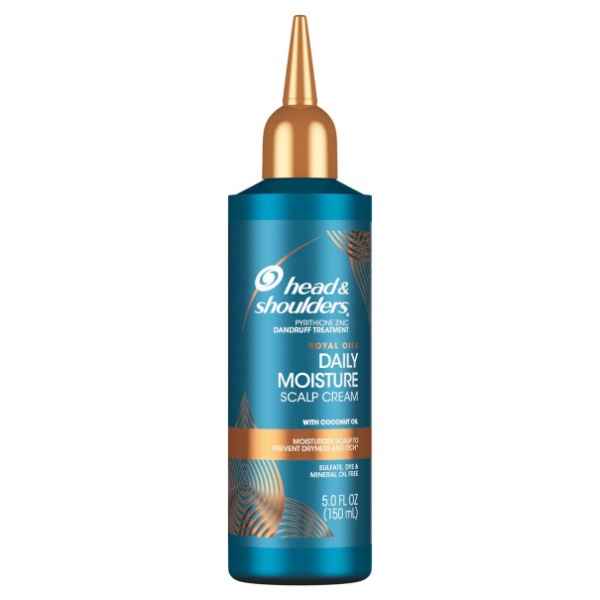 head &
shoulders®
PYRITHIONE ZINC
DANDRUFF TREATMENT
ROYAL OILS
DAILY
MOISTURE
SCALP CREAM
WITH COCONUT OIL
MOISTURIZES SCALP TO
PREVENT DRYNESS AND ITCH*
SULFATE, DYE &
MINERAL OIL FREE
5.0 FL OZ
(150 mL)